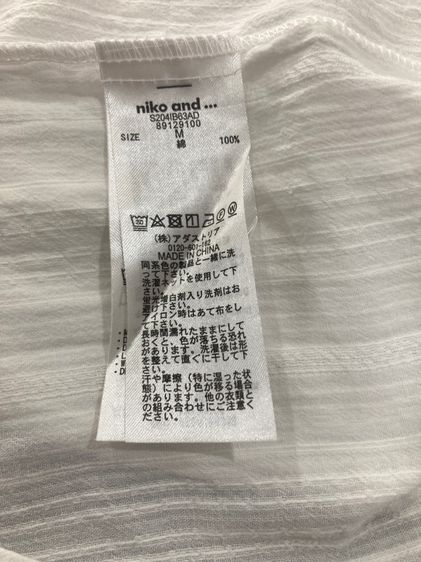 niko and ...
S204IB63AD
89129100
SIZE M
綿 100%
(株)アダストリア
0120-601-162
MADE IN CHINA
同系色の製品と一緒に洗
って下さい。
洗濯ネットを使用して下
さい。
蛍光増白剤入り洗剤はお
避け下さい。
アイロン時はあて布をし
て下さい。
長時間濡れたままにして
おくと、色が落ちる恐れ
があります。洗濯後は形
を整えて直ぐに干して下
さい。
汗や摩擦(特に湿った状
態)により色が移る場合
があります。他の衣類と
の組み合わせにご注意く
ださい。